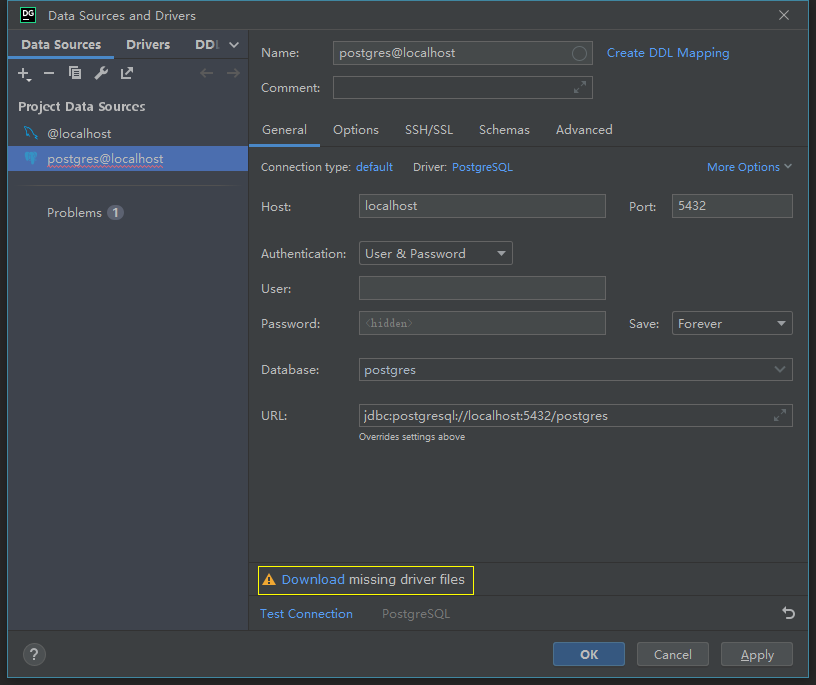 DG Data Sources and Drivers
Data Sources Drivers DDL
Project Data Sources
@localhost
postgres@localhost
Problems 1
Name: postgres@localhost Create DDL Mapping
Comment:
General Options SSH/SSL Schemas Advanced
Connection type: default Driver: PostgreSQL More Options
Host: localhost Port: 5432
Authentication: User & Password
User:
Password: <hidden> Save: Forever
Database: postgres
URL: jdbc:postgresql://localhost:5432/postgres
Overrides settings above
Download missing driver files
Test Connection PostgreSQL
? OK Cancel Apply